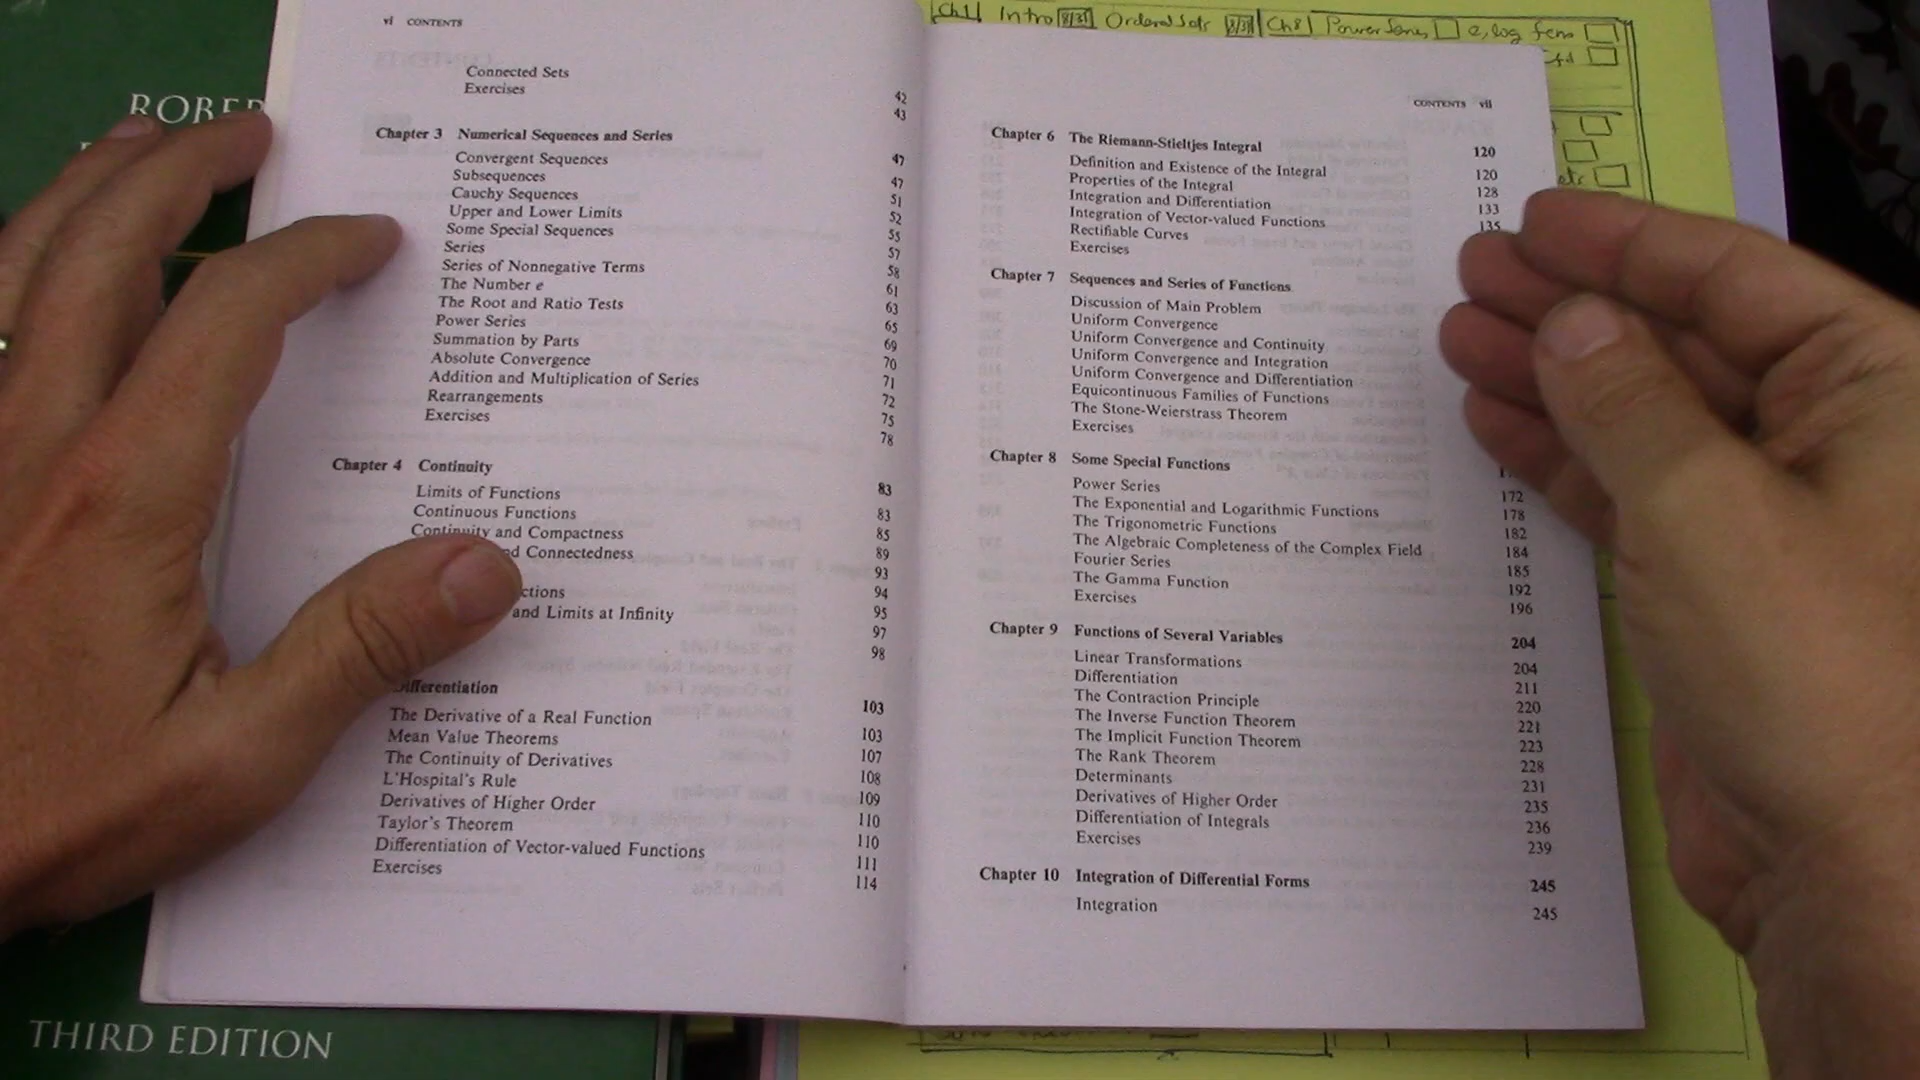 Ch1 Intro 8/31 Ordered Sets Ch8 Power Series e, log fcns
THIRD EDITION
vi CONTENTS
Connected Sets 42
Exercises 43
Chapter 3 Numerical Sequences and Series 47
Convergent Sequences 47
Subsequences 51
Cauchy Sequences 52
Upper and Lower Limits 55
Some Special Sequences 57
Series 58
Series of Nonnegative Terms 61
The Number e 63
The Root and Ratio Tests 65
Power Series 69
Summation by Parts 70
Absolute Convergence 71
Addition and Multiplication of Series 72
Rearrangements 75
Exercises 78
Chapter 4 Continuity 83
Limits of Functions 83
Continuous Functions 85
Continuity and Compactness 89
nd Connectedness 93
94
ctions 95
and Limits at Infinity 97
98
Differentiation 103
The Derivative of a Real Function 103
Mean Value Theorems 107
The Continuity of Derivatives 108
L'Hospital's Rule 109
Derivatives of Higher Order 110
Taylor's Theorem 110
Differentiation of Vector-valued Functions 111
Exercises 114
CONTENTS vii
Chapter 6 The Riemann-Stieltjes Integral 120
Definition and Existence of the Integral 120
Properties of the Integral 128
Integration and Differentiation 133
Integration of Vector-valued Functions 135
Rectifiable Curves
Exercises
Chapter 7 Sequences and Series of Functions
Discussion of Main Problem
Uniform Convergence
Uniform Convergence and Continuity
Uniform Convergence and Integration
Uniform Convergence and Differentiation
Equicontinuous Families of Functions
The Stone-Weierstrass Theorem
Exercises
Chapter 8 Some Special Functions
Power Series 172
The Exponential and Logarithmic Functions 178
The Trigonometric Functions 182
The Algebraic Completeness of the Complex Field 184
Fourier Series 185
The Gamma Function 192
Exercises 196
Chapter 9 Functions of Several Variables 204
Linear Transformations 204
Differentiation 211
The Contraction Principle 220
The Inverse Function Theorem 221
The Implicit Function Theorem 223
The Rank Theorem 228
Determinants 231
Derivatives of Higher Order 235
Differentiation of Integrals 236
Exercises 239
Chapter 10 Integration of Differential Forms 245
Integration 245